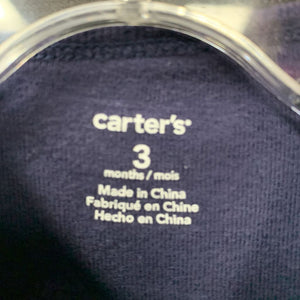 carter's
3
months / mois
Made in China
Fabriqué en Chine
Hecho en China